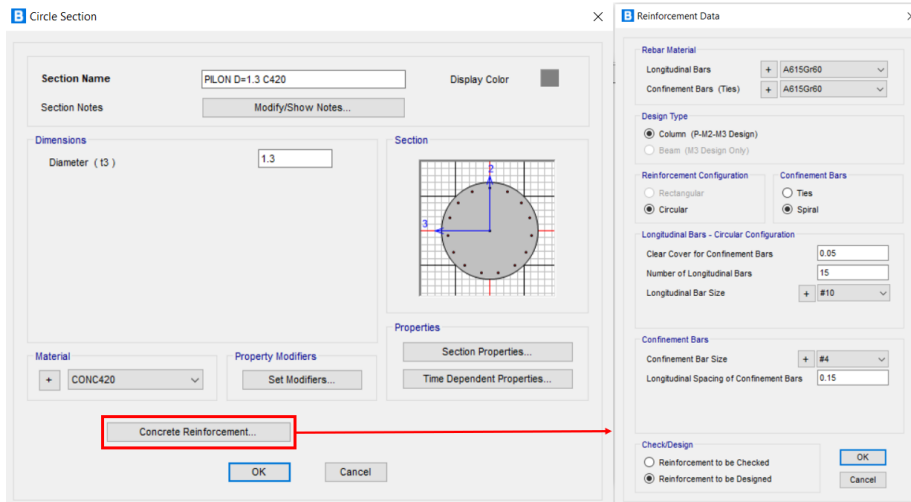 B Circle Section
Section Name PILON D=1.3 C420 Display Color
Section Notes Modify/Show Notes...
Dimensions
Diameter ( t3 ) 1.3
Section
2
3
Properties
Section Properties...
Time Dependent Properties...
Material
+ CONC420
Property Modifiers
Set Modifiers...
Concrete Reinforcement...
OK Cancel
B Reinforcement Data
Rebar Material
Longitudinal Bars + A615Gr60
Confinement Bars (Ties) + A615Gr60
Design Type
Column (P-M2-M3 Design)
Beam (M3 Design Only)
Reinforcement Configuration
Rectangular
Circular
Confinement Bars
Ties
Spiral
Longitudinal Bars - Circular Configuration
Clear Cover for Confinement Bars 0.05
Number of Longitudinal Bars 15
Longitudinal Bar Size + #10
Confinement Bars
Confinement Bar Size + #4
Longitudinal Spacing of Confinement Bars 0.15
Check/Design
Reinforcement to be Checked
Reinforcement to be Designed
OK
Cancel